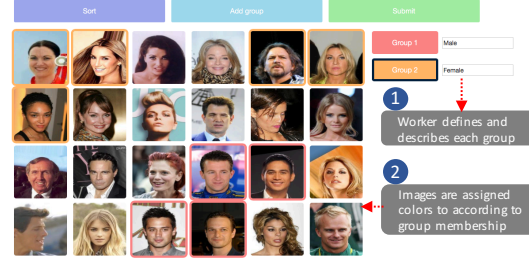 Sort
Add group
Submit
Group 1
Male
Group 2
Female
1
Worker defines and
describes each group
2
Images are assigned
colors to according to
group membership